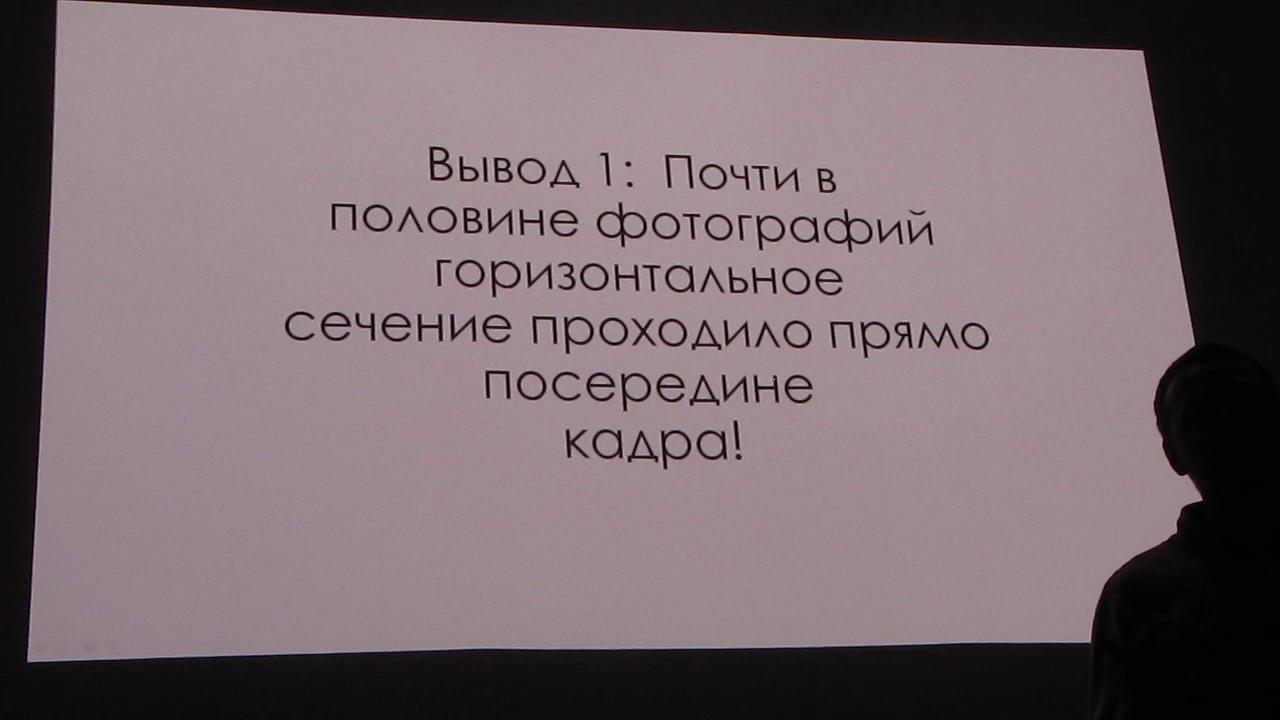 Вывод 1: Почти в
половине фотографий
горизонтальное
сечение проходило прямо
посередине
кадра!